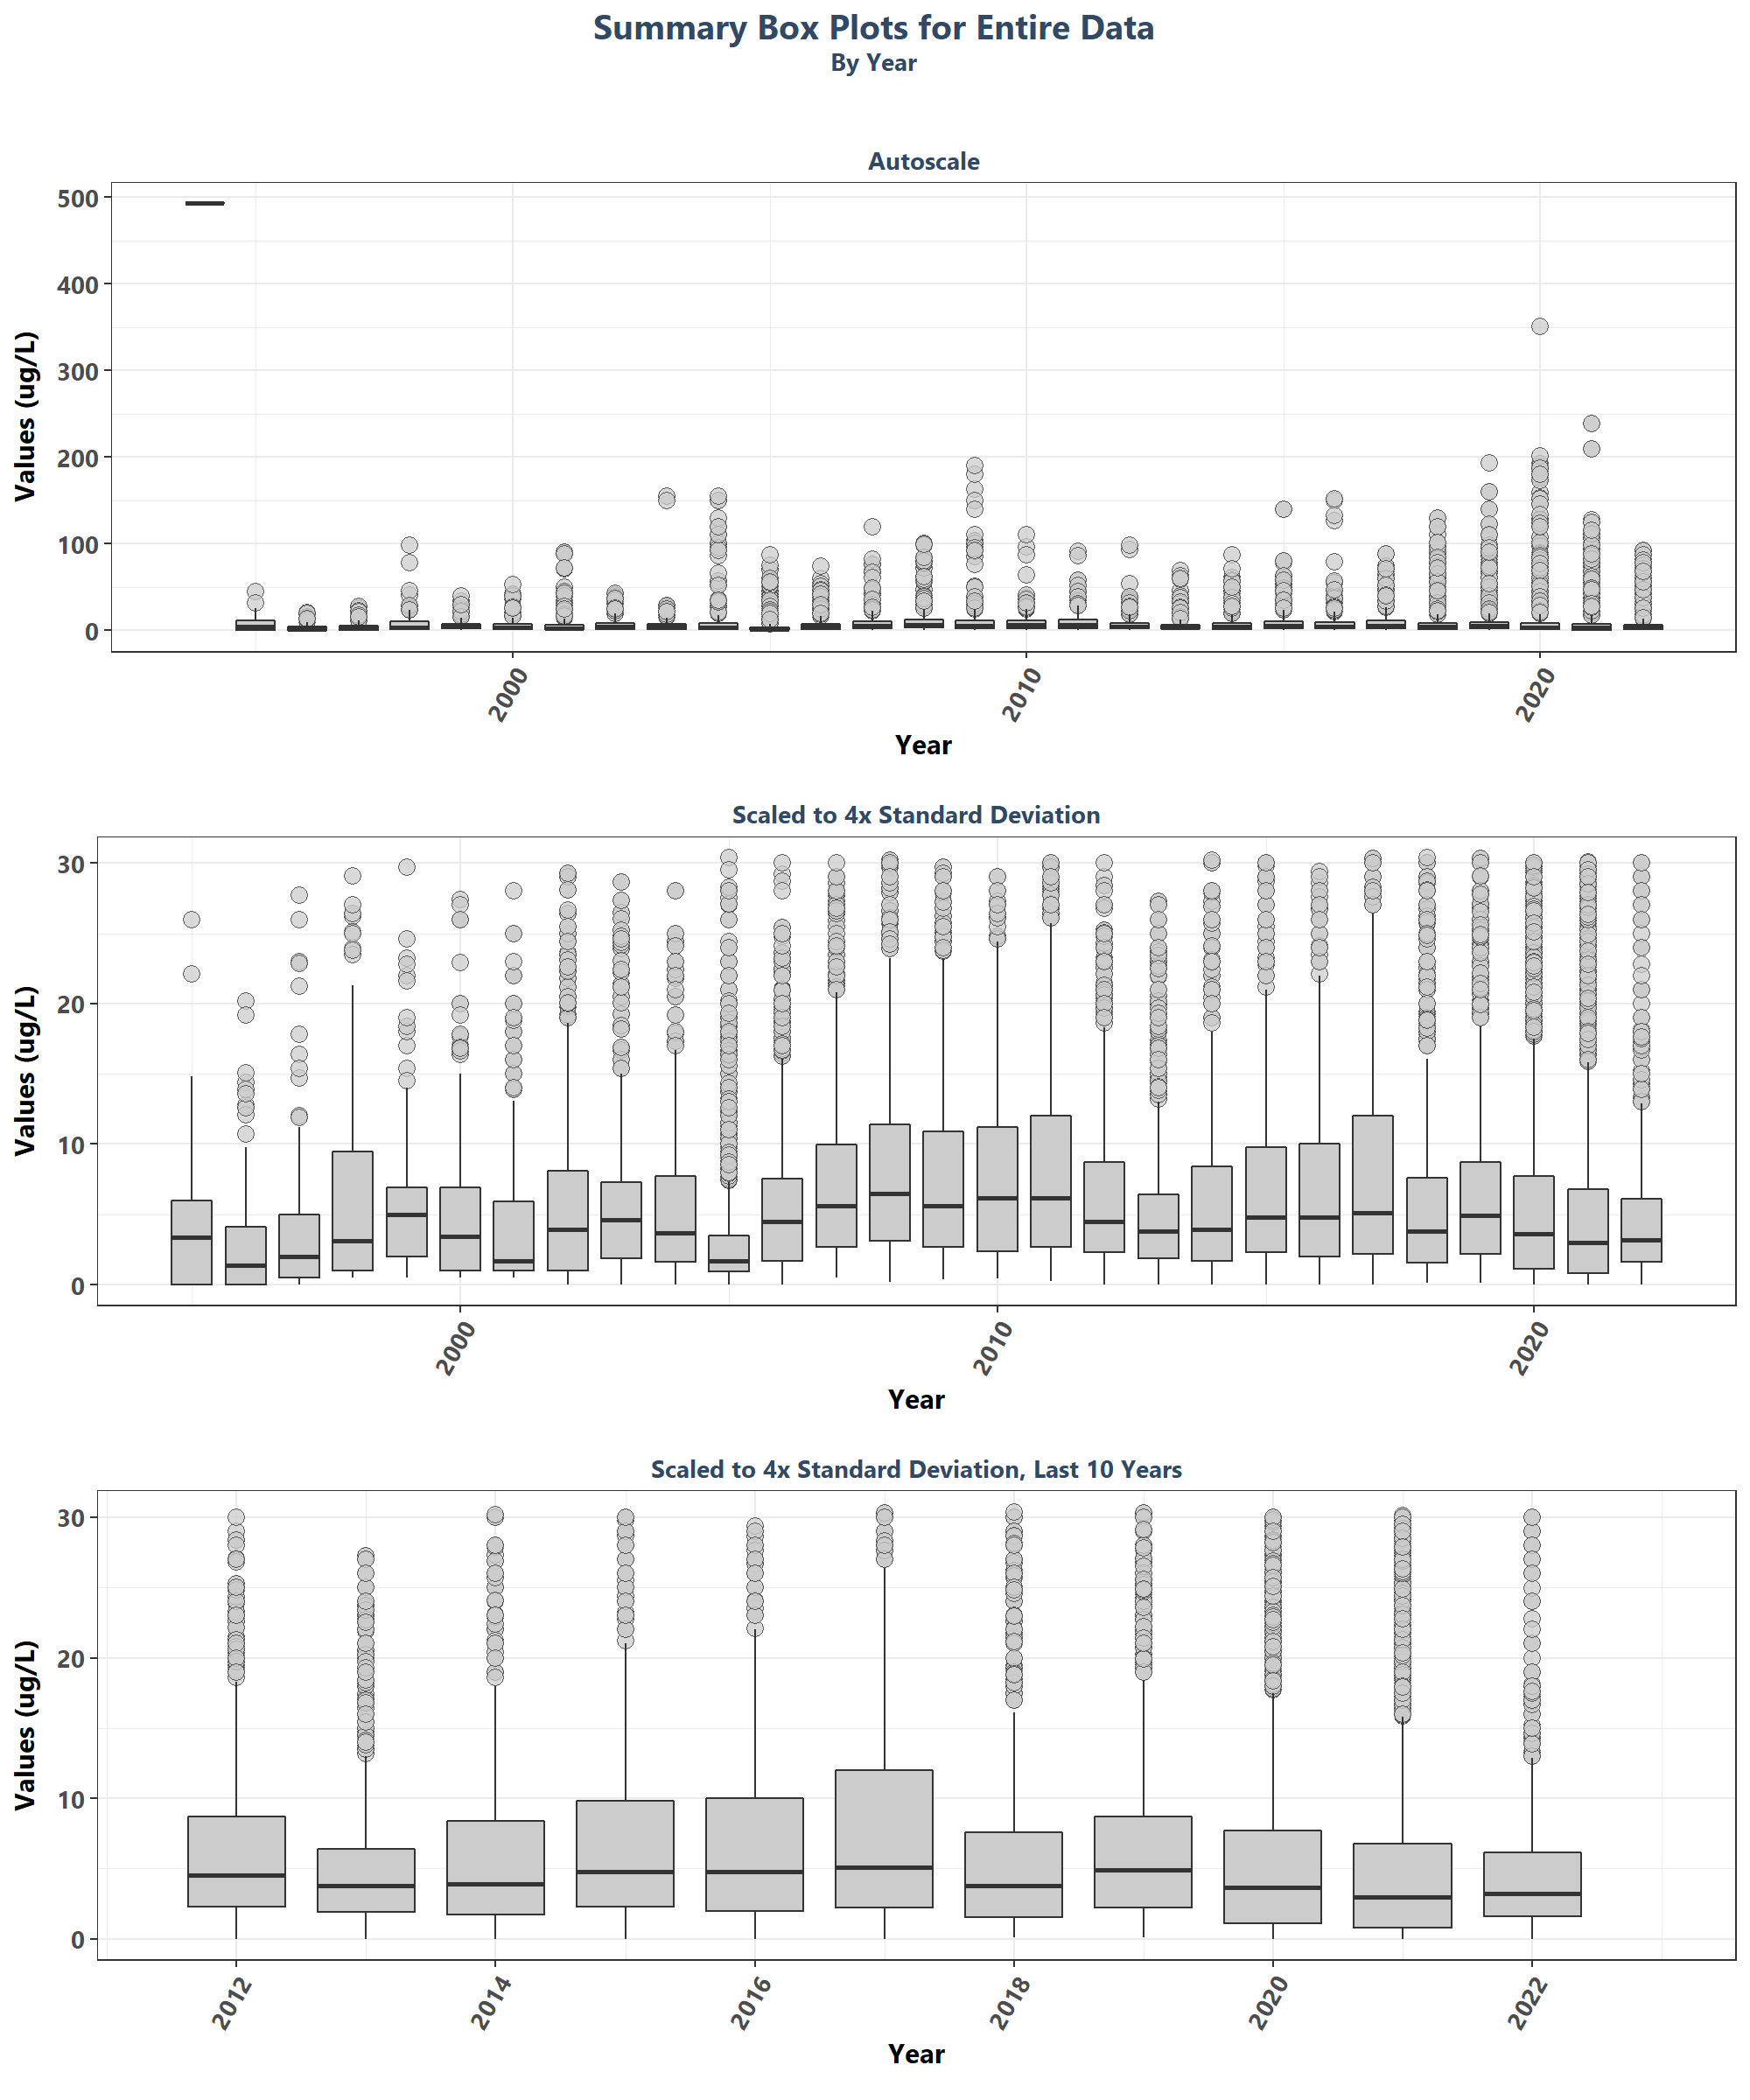 Summary Box Plots for Entire Data
By Year
Autoscale
Values (ug/L)
500
400
300
200
100
0
2000
2010
2020
Year
Scaled to 4x Standard Deviation
Values (ug/L)
30
20
10
0
2000
2010
2020
Year
Scaled to 4x Standard Deviation, Last 10 Years
Values (ug/L)
30
20
10
0
2012
2014
2016
2018
2020
2022
Year